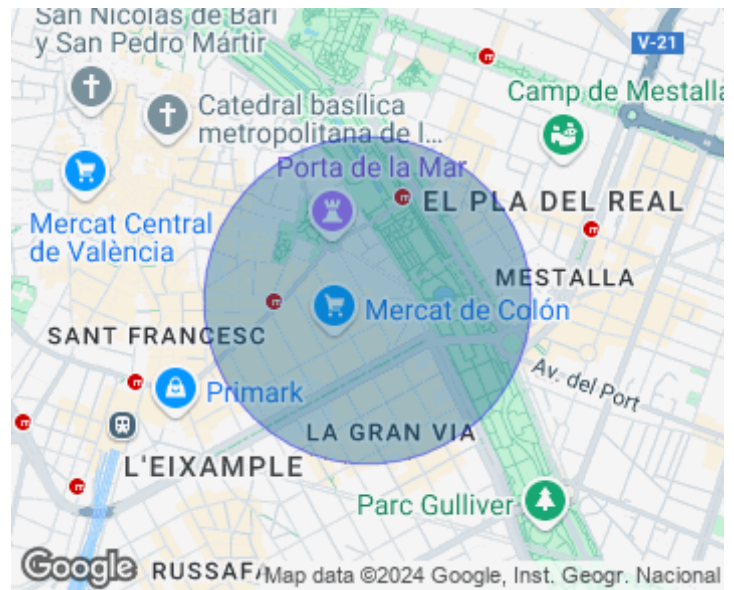 San Nicolás de Bari
y San Pedro Mártir
V-21
Camp de Mestalla
Catedral basílica
metropolitana de l...
Porta de la Mar
EL PLA DEL REAL
Mercat Central
de València
MESTALLA
Mercat de Colón
SANT FRANCESC
Av. del Port
Primark
LA GRAN VIA
L'EIXAMPLE
Parc Gulliver
Google
RUSSAFA
Map data ©2024 Google, Inst. Geogr. Nacional